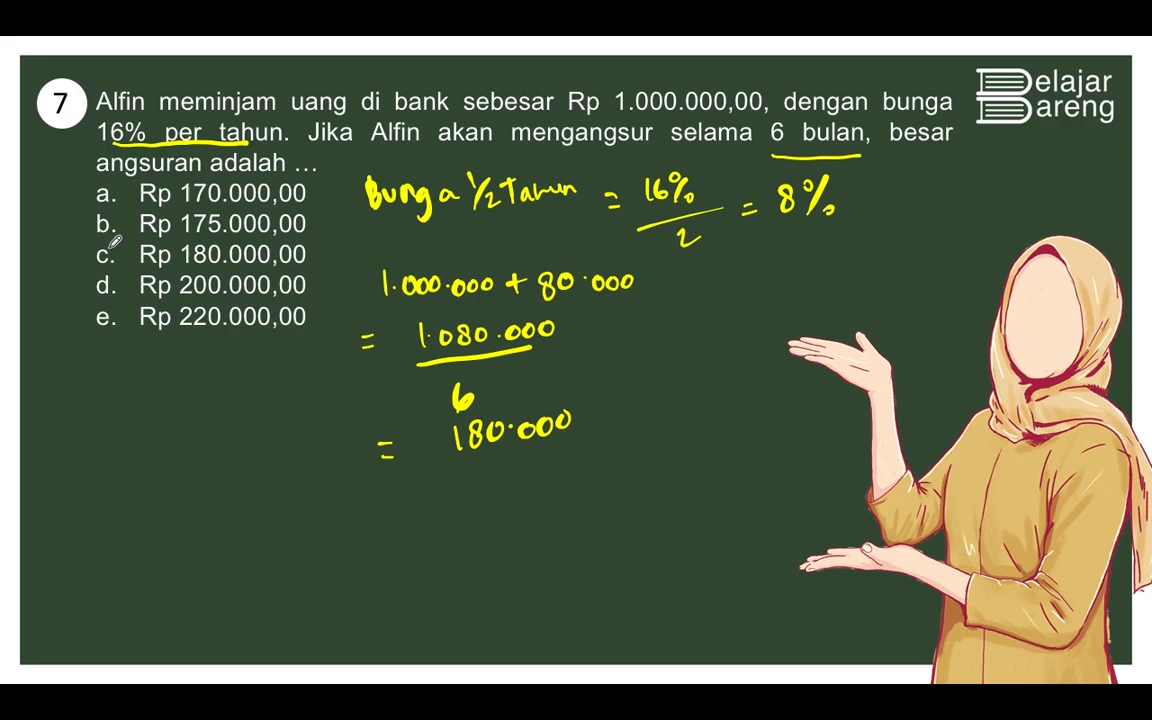 7
Alfin meminjam uang di bank sebesar Rp 1.000.000,00, dengan bunga
16% per tahun. Jika Alfin akan mengangsur selama 6 bulan, besar
angsuran adalah …
a. Rp 170.000,00
b. Rp 175.000,00
c. Rp 180.000,00
d. Rp 200.000,00
e. Rp 220.000,00
Belajar
Bareng
Bunga 1/2 Tahun = 16%/2 = 8%
1.000.000 + 80.000
= 1.080.000
6
= 180.000